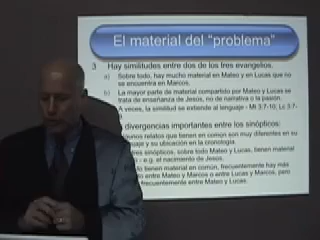 El material del "problema"
3 Hay similitudes entre dos de los tres evangelios.
a) Sobre todo, hay mucho material en Mateo y en Lucas que no
se encuentra en Marcos.
b) La mayor parte de material compartido por Mateo y Lucas se
trata de enseñanza de Jesús, no de narrativa o la pasión.
A veces, la similitud se extiende al lenguaje - Mt 3.7-10, Lc 3.7-
divergencias importantes entre los sinópticos:
relatos que tienen en común son muy diferentes en su
y su ubicación en la cronología.
sinópticos, sobre todo Mateo y Lucas, tienen material
- e.g. el nacimiento de Jesús.
tienen material en común, frecuentemente hay más
entre Mateo y Marcos o entre Lucas y Marcos, pero
frecuentemente entre Mateo y Lucas.